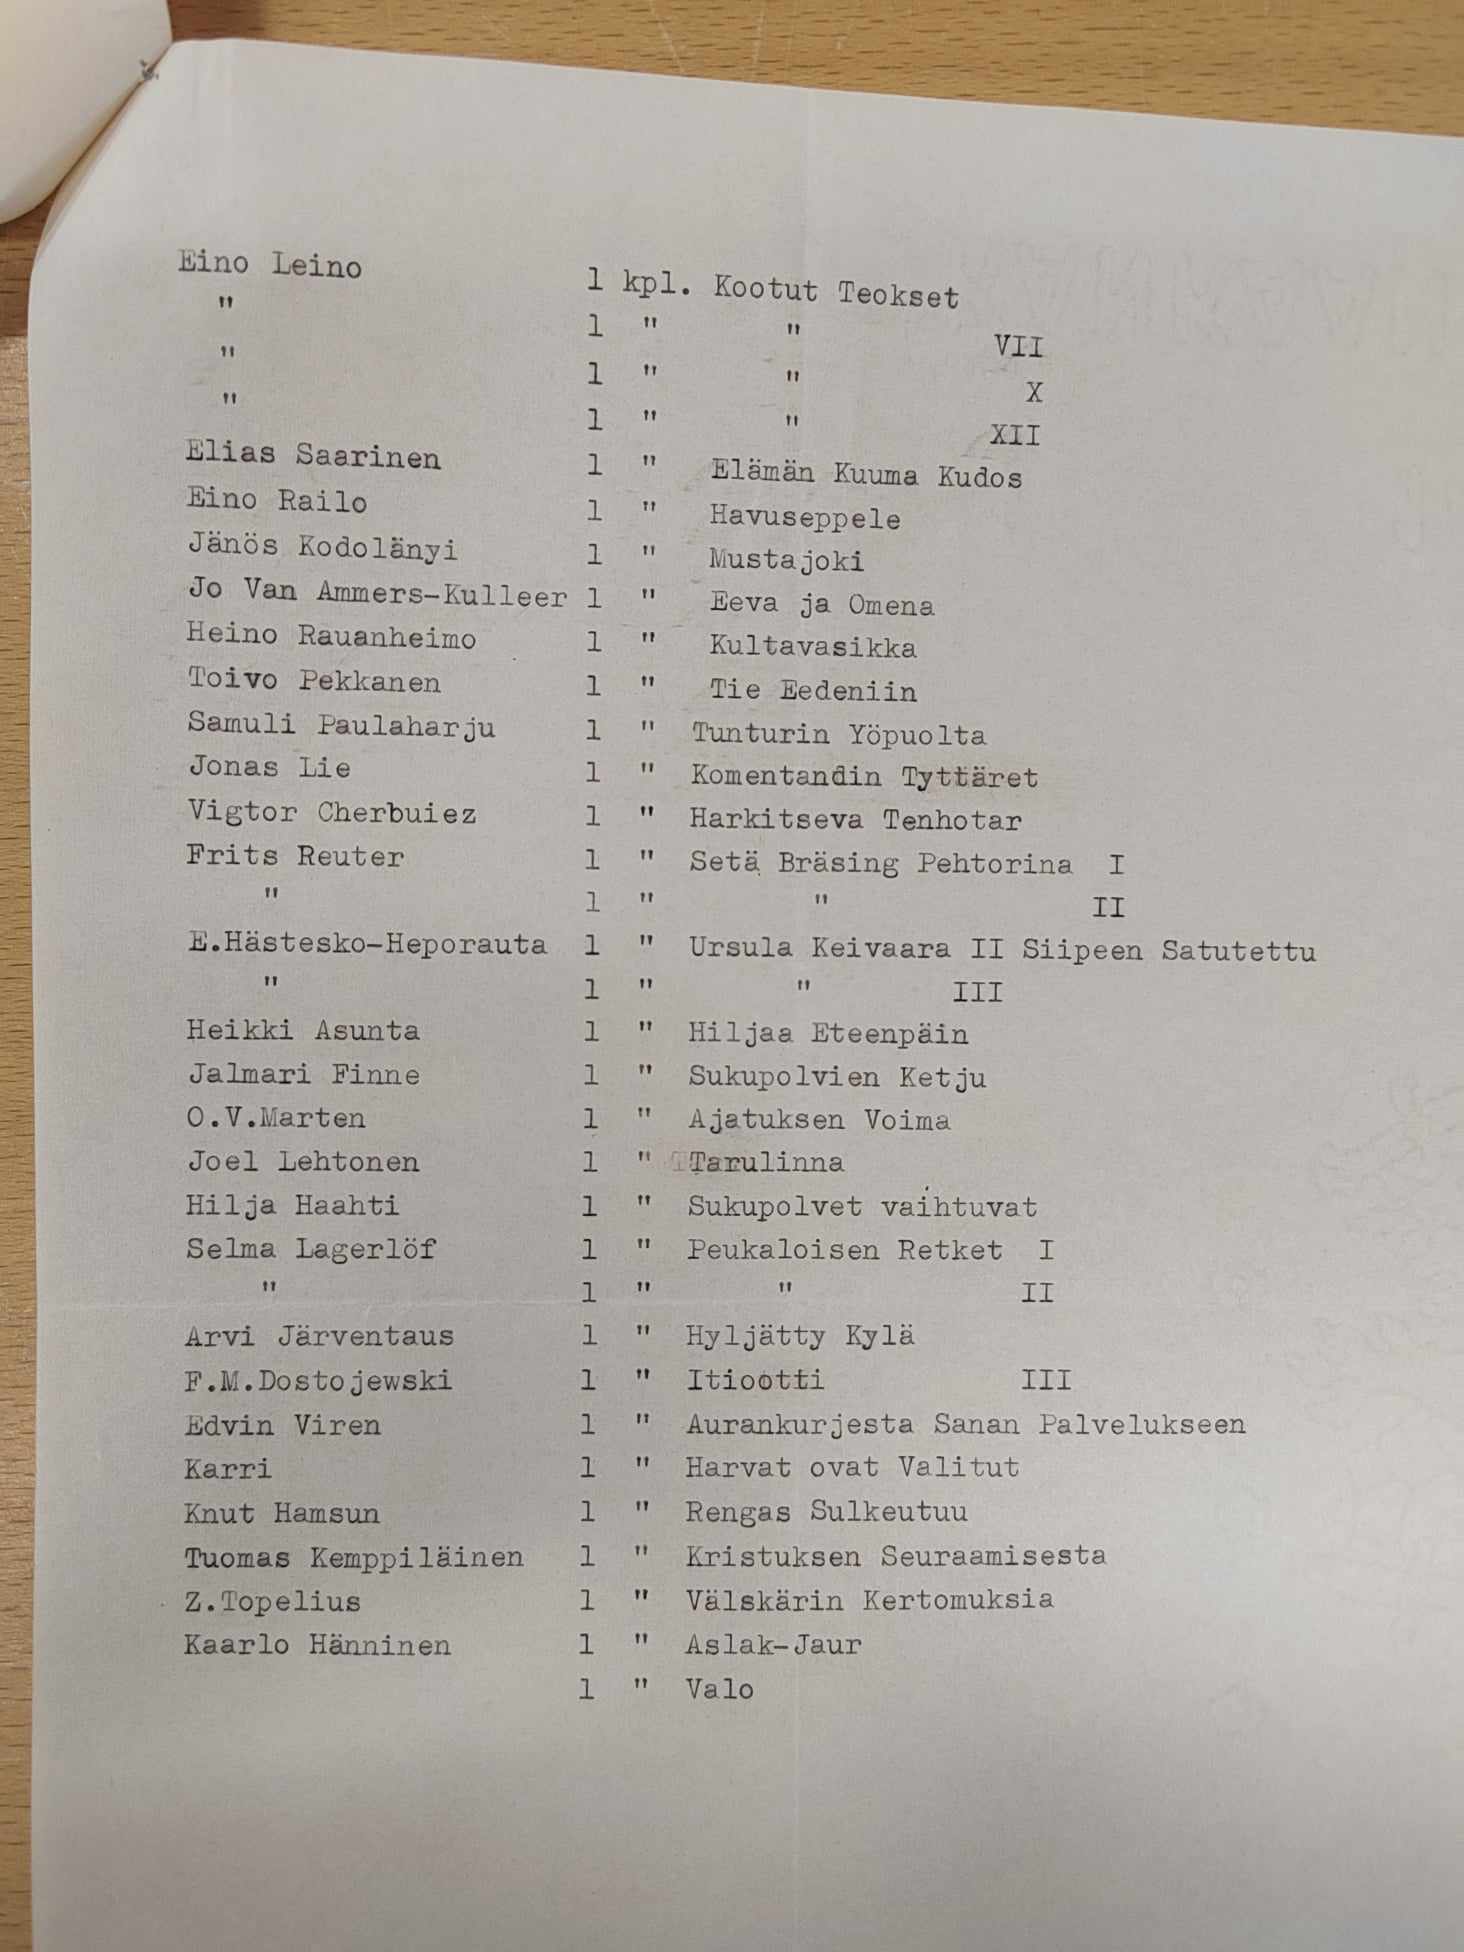 Eino Leino 1 kpl. Kootut Teokset
" 1 " " VII
" 1 " " X
" 1 " " XII
Elias Saarinen 1 " Elämän Kuuma Kudos
Eino Railo 1 " Havuseppele
Jänös Kodolänyi 1 " Mustajoki
Jo Van Ammers-Kulleer 1 " Eeva ja Omena
Heino Rauanheimo 1 " Kultavasikka
Toivo Pekkanen 1 " Tie Eedeniin
Samuli Paulaharju 1 " Tunturin Yöpuolta
Jonas Lie 1 " Komentandin Tyttäret
Vigtor Cherbuiez 1 " Harkitseva Tenhotar
Frits Reuter 1 " Setä Bräsing Pehtorina I
" 1 " " II
E.Hästesko-Heporauta 1 " Ursula Keivaara II Siipeen Satutettu
" 1 " " III
Heikki Asunta 1 " Hiljaa Eteenpäin
Jalmari Finne 1 " Sukupolvien Ketju
O.V.Marten 1 " Ajatuksen Voima
Joel Lehtonen 1 " Tarulinna
Hilja Haahti 1 " Sukupolvet vaihtuvat
Selma Lagerlöf 1 " Peukaloisen Retket I
" 1 " " II
Arvi Järventaus 1 " Hyljätty Kylä
F.M.Dostojewski 1 " Itiootti III
Edvin Viren 1 " Aurankurjesta Sanan Palvelukseen
Karri 1 " Harvat ovat Valitut
Knut Hamsun 1 " Rengas Sulkeutuu
Tuomas Kemppiläinen 1 " Kristuksen Seuraamisesta
Z.Topelius 1 " Välskärin Kertomuksia
Kaarlo Hänninen 1 " Aslak-Jaur
1 " Valo